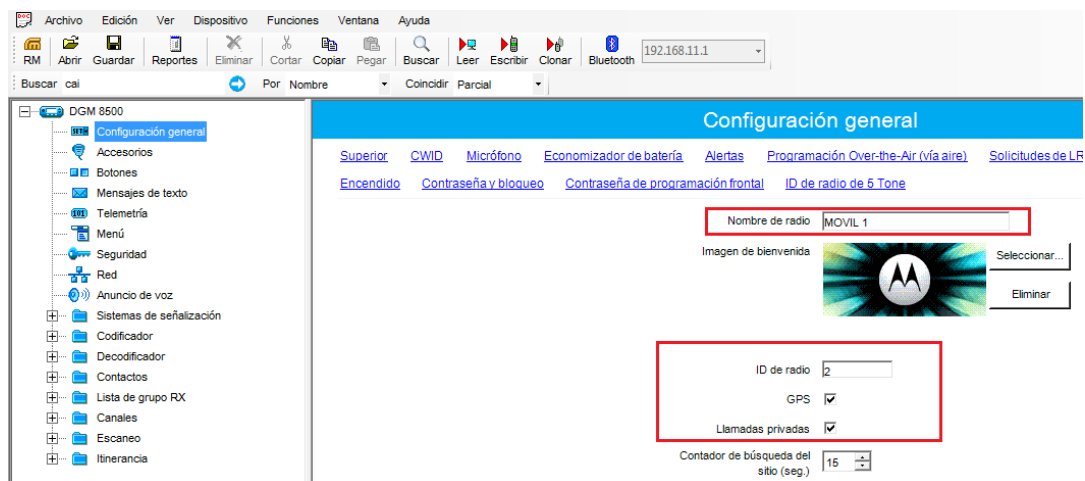 Archivo Edición Ver Dispositivo Funciones Ventana Ayuda
RM Abrir Guardar Reportes Eliminar Cortar Copiar Pegar Buscar Leer Escribir Clonar Bluetooth 192.168.11.1
Buscar cai Por Nombre Coincidir Parcial
DGM 8500
Configuración general
Accesorios
Botones
Mensajes de texto
Telemetría
Menú
Seguridad
Red
Anuncio de voz
Sistemas de señalización
Codificador
Decodificador
Contactos
Lista de grupo RX
Canales
Escaneo
Itinerancia
Configuración general
Superior CWID Micrófono Economizador de batería Alertas Programación Over-the-Air (vía aire) Solicitudes de LR
Encendido Contraseña y bloqueo Contraseña de programación frontal ID de radio de 5 Tone
Nombre de radio MOVIL 1
Imagen de bienvenida Seleccionar...
Eliminar
ID de radio 2
GPS
Llamadas privadas
Contador de búsqueda del
sitio (seg.) 15